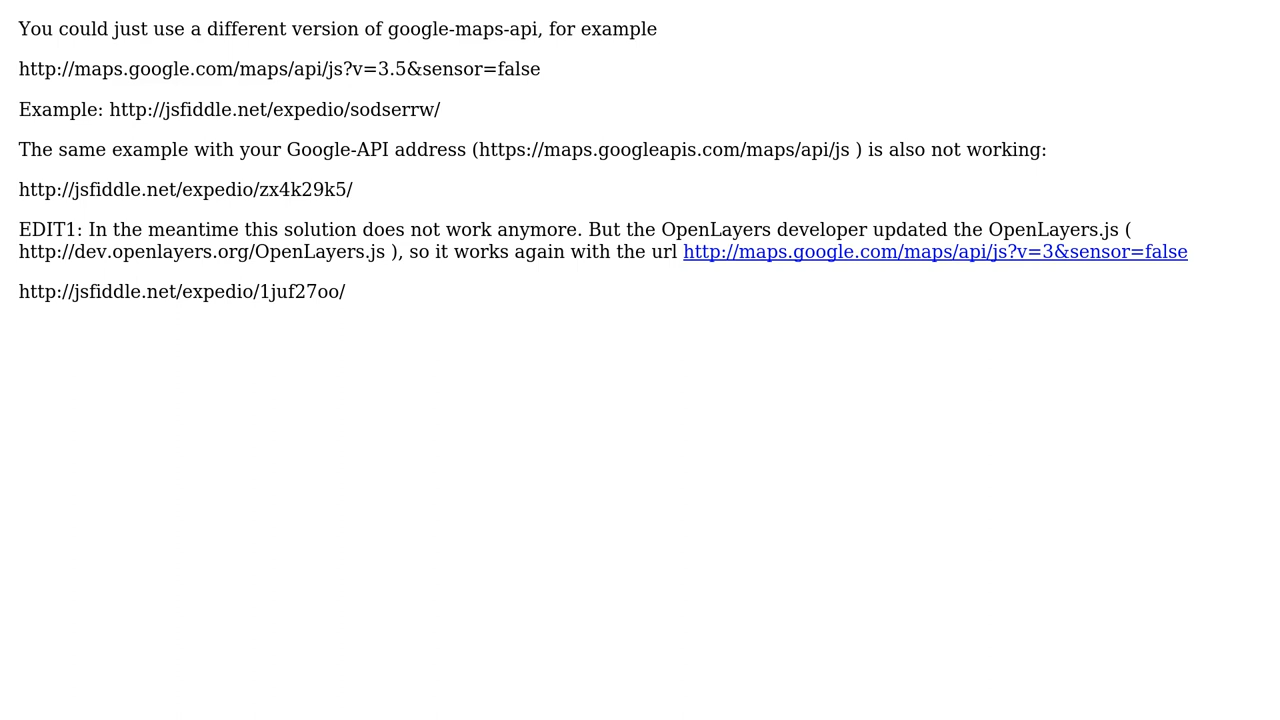 You could just use a different version of google-maps-api, for example
http://maps.google.com/maps/api/js?v=3.5&sensor=false
Example: http://jsfiddle.net/expedio/sodserrw/
The same example with your Google-API address (https://maps.googleapis.com/maps/api/js ) is also not working:
http://jsfiddle.net/expedio/zx4k29k5/
EDIT1: In the meantime this solution does not work anymore. But the OpenLayers developer updated the OpenLayers.js (
http://dev.openlayers.org/OpenLayers.js ), so it works again with the url http://maps.google.com/maps/api/js?v=3&sensor=false
http://jsfiddle.net/expedio/1juf27oo/